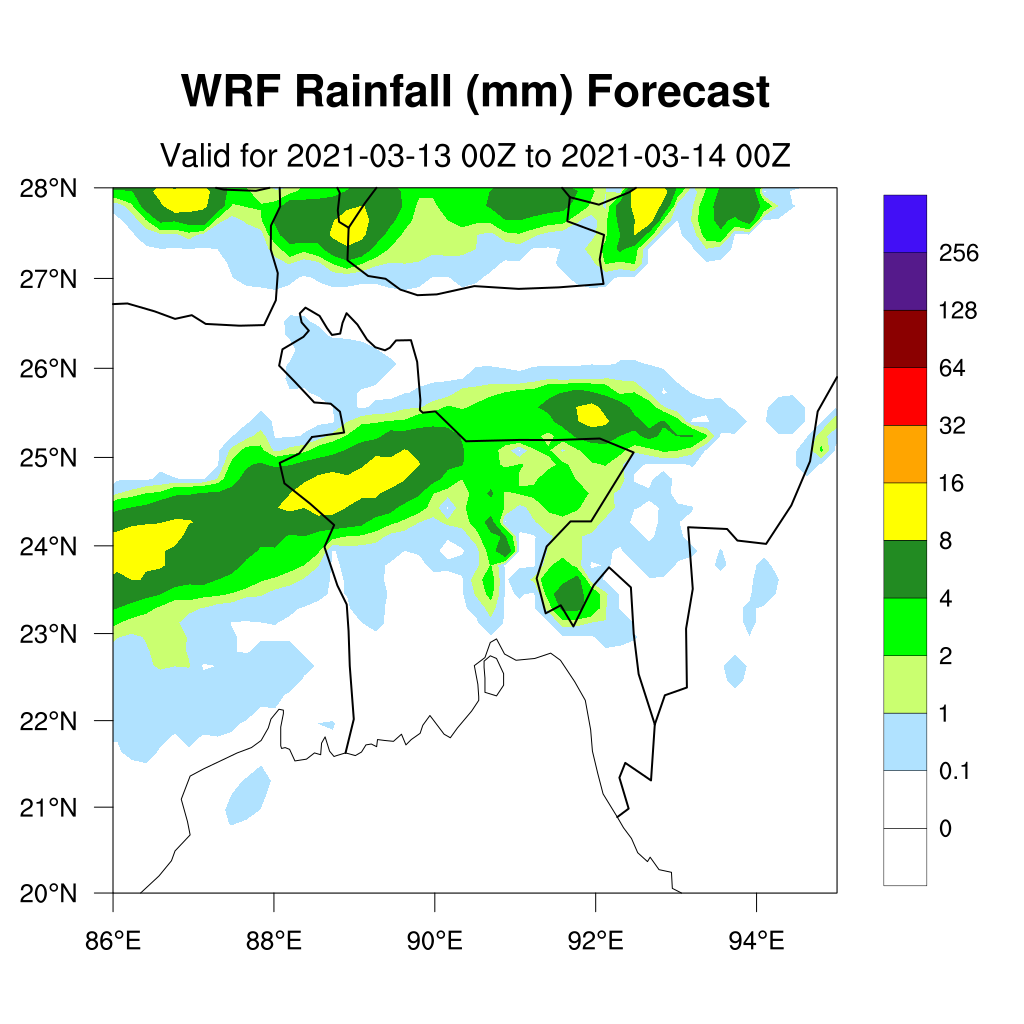 WRF Rainfall (mm) Forecast
Valid for 2021-03-13 00Z to 2021-03-14 00Z
28°N
27°N
26°N
25°N
24°N
23°N
22°N
21°N
20°N
86°E
88°E
90°E
92°E
94°E
256
128
64
32
16
8
4
2
1
0.1
0